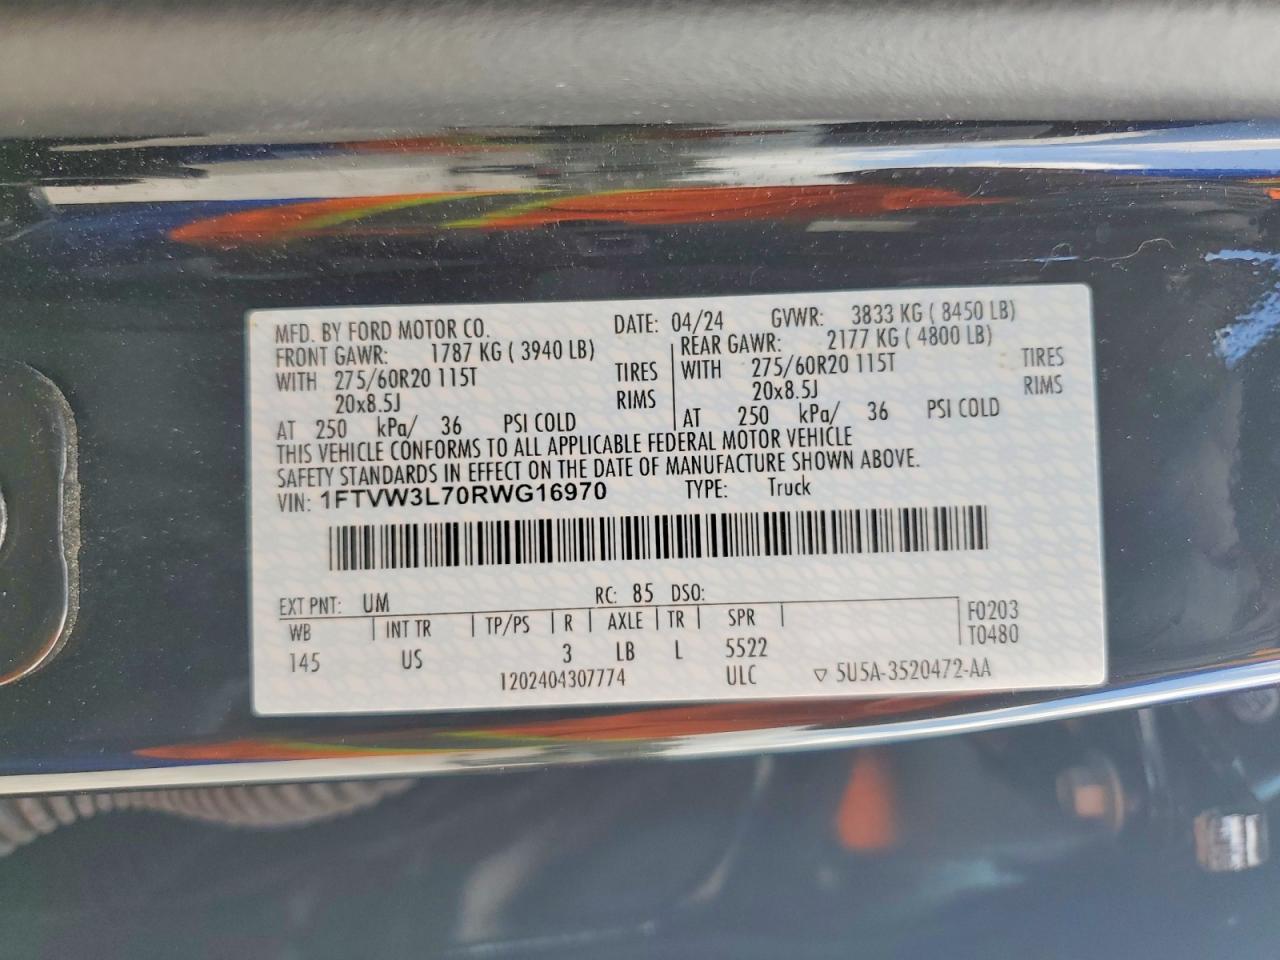 MFD. BY FORD MOTOR CO. DATE: 04/24 GVWR: 3833 KG ( 8450 LB)
FRONT GAWR: 1787 KG ( 3940 LB) REAR GAWR: 2177 KG ( 4800 LB)
WITH 275/60R20 115T TIRES WITH 275/60R20 115T TIRES
20x8.5J RIMS 20x8.5J RIMS
AT 250 kPa/ 36 PSI COLD AT 250 kPa/ 36 PSI COLD
THIS VEHICLE CONFORMS TO ALL APPLICABLE FEDERAL MOTOR VEHICLE
SAFETY STANDARDS IN EFFECT ON THE DATE OF MANUFACTURE SHOWN ABOVE.
VIN: 1FTVW3L70RWG16970 TYPE: Truck
EXT PNT: UM RC: 85 DSO:
WB INT TR TP/PS R AXLE TR SPR F0203
145 US 3 LB L 5522 T0480
1202404307774 ULC ▽ 5U5A-3520472-AA